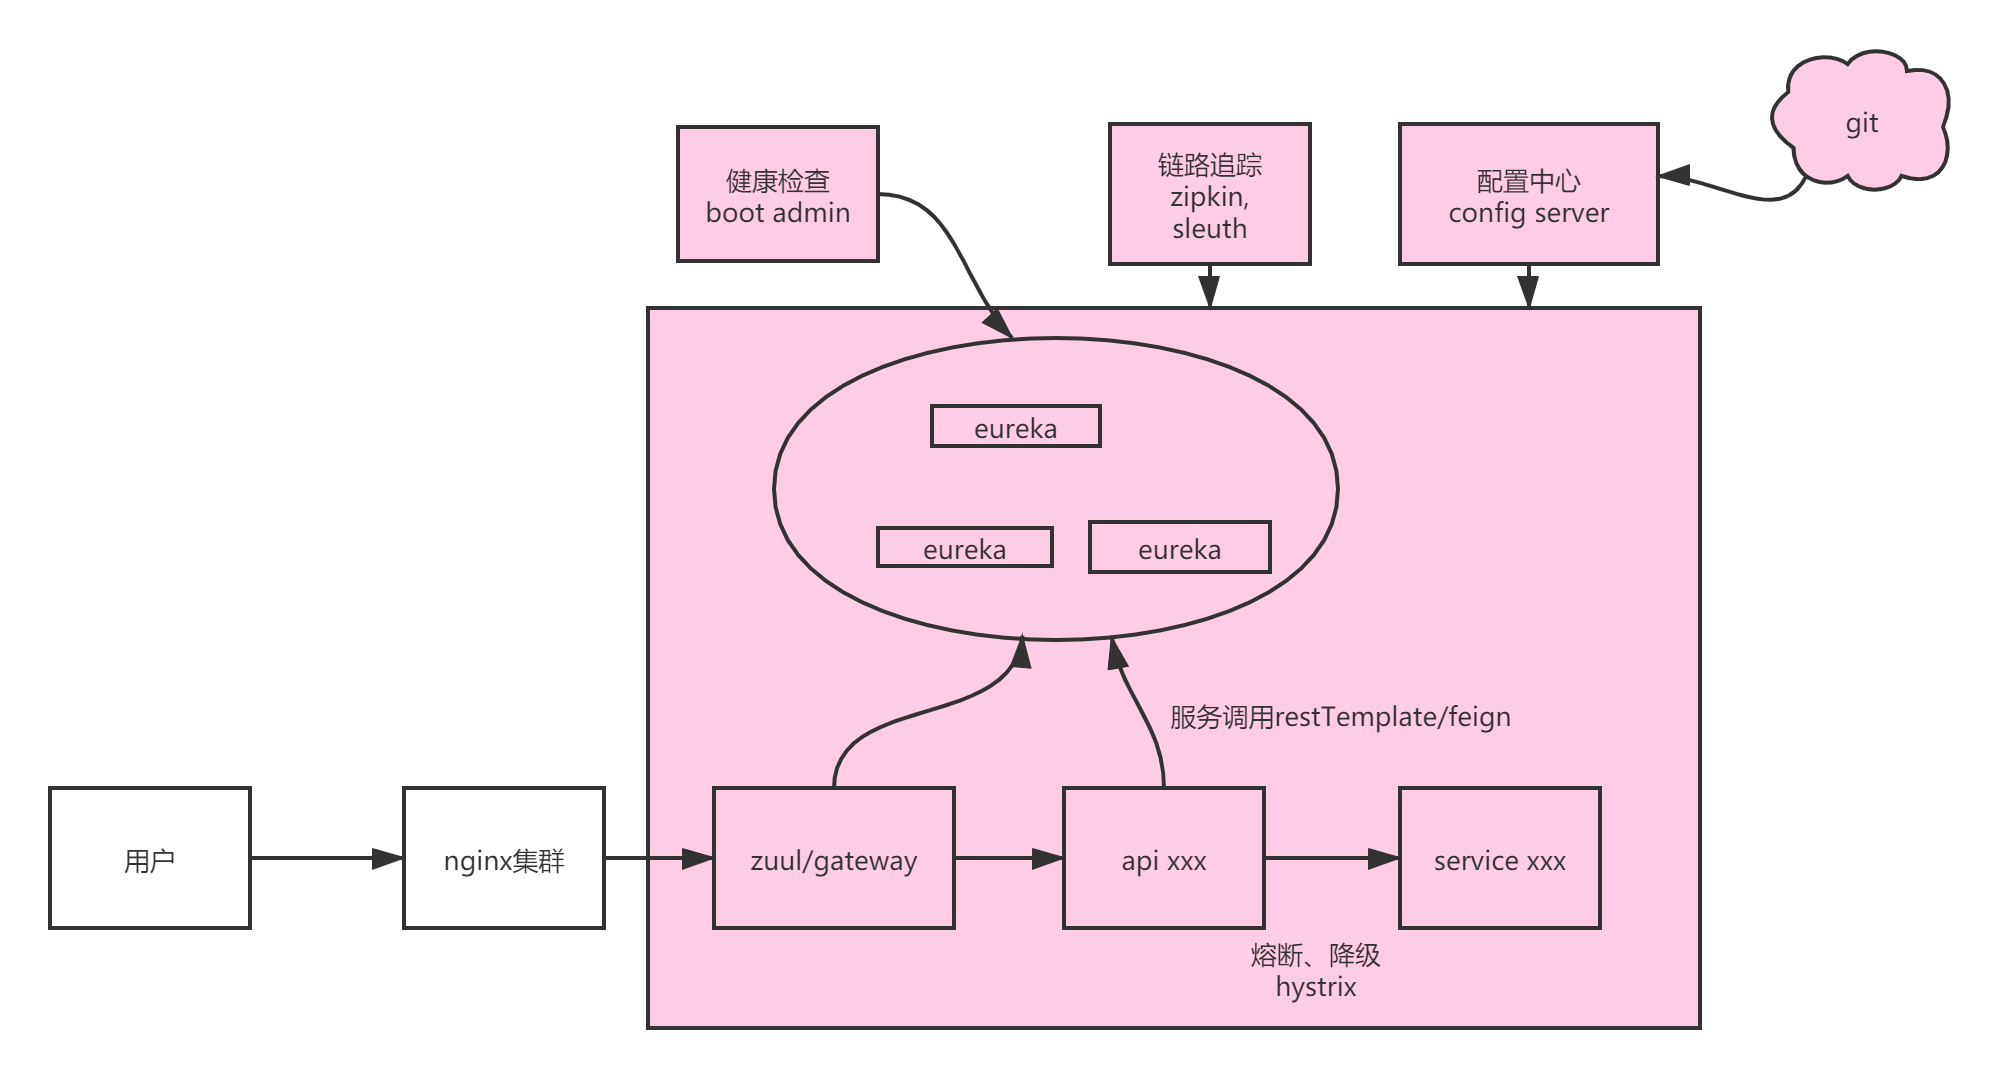 git
健康检查
boot admin
链路追踪
zipkin,
sleuth
配置中心
config server
eureka
eureka
eureka
服务调用restTemplate/feign
用户
nginx集群
zuul/gateway
api xxx
service xxx
熔断、降级
hystrix